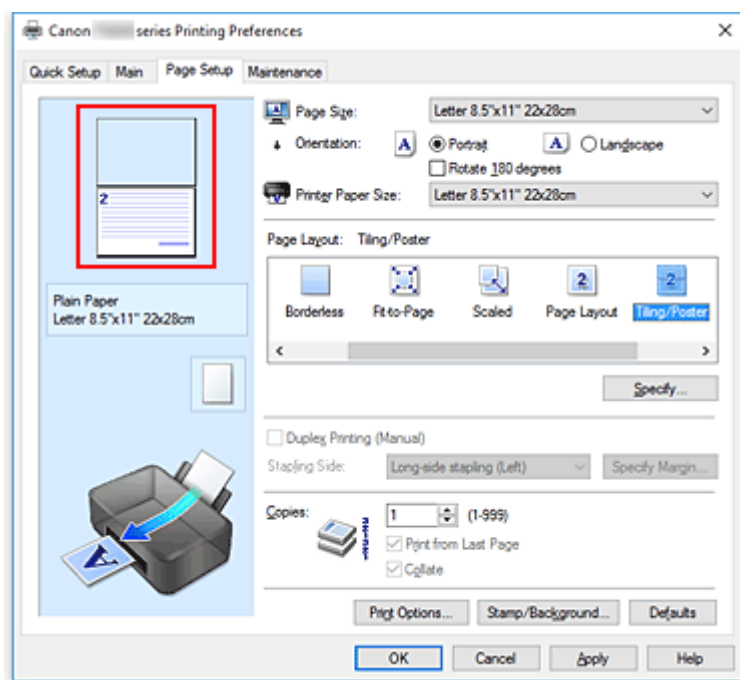 Canon series Printing Preferences
Quick Setup Main Page Setup Maintenance
2
Plain Paper
Letter 8.5"x11" 22x28cm
A
Page Size: Letter 8.5"x11" 22x28cm
Orientation: A Portrait A Landscape
Rotate 180 degrees
Printer Paper Size: Letter 8.5"x11" 22x28cm
Page Layout: Tiling/Poster
2 2
Borderless Fit-to-Page Scaled Page Layout Tiling/Poster
Specify...
Duplex Printing (Manual)
Stapling Side: Long-side stapling (Left) Specify Margin...
Copies: 1 (1-999)
Print from Last Page
Collate
Print Options... Stamp/Background... Defaults
OK Cancel Apply Help